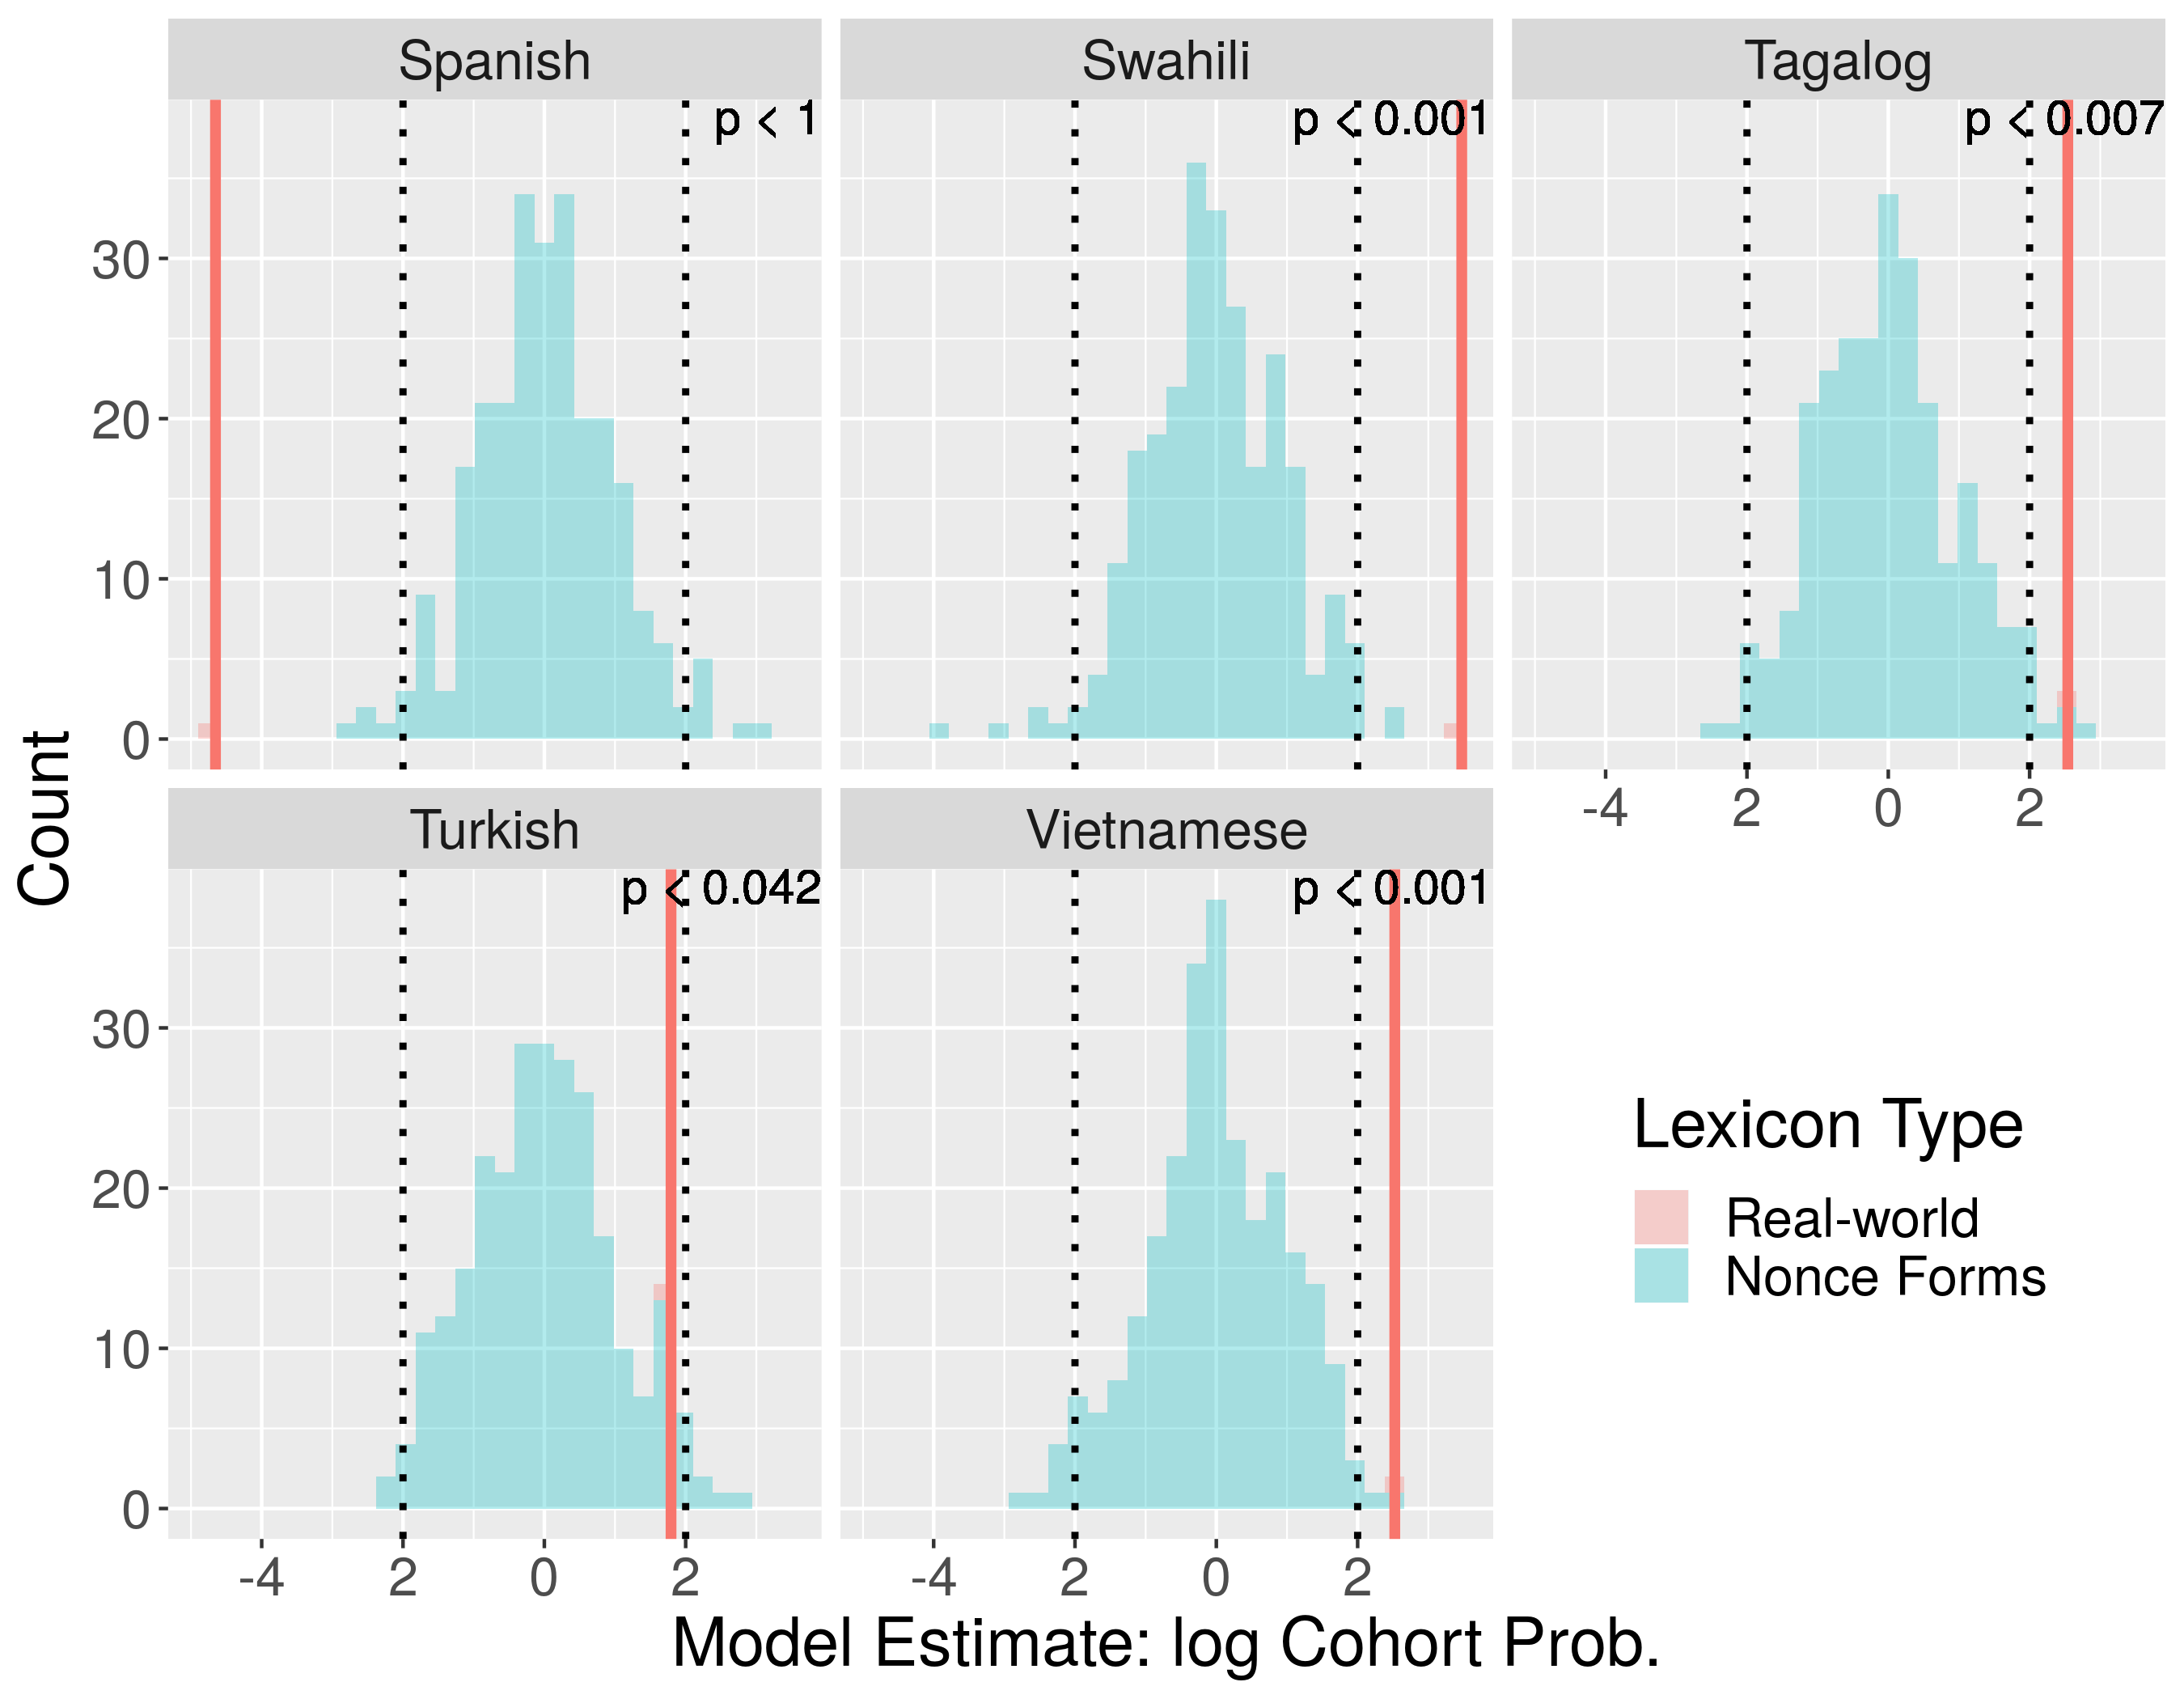 Spanish
Swahili
Tagalog
p < 1
p < 0.001
p < 0.007
30
20
10
0
-4
2
0
2
Turkish
Vietnamese
p < 0.042
p < 0.001
30
20
10
0
-4
2
0
2
-4
2
0
2
Count
Model Estimate: log Cohort Prob.
Lexicon Type
Real-world
Nonce Forms